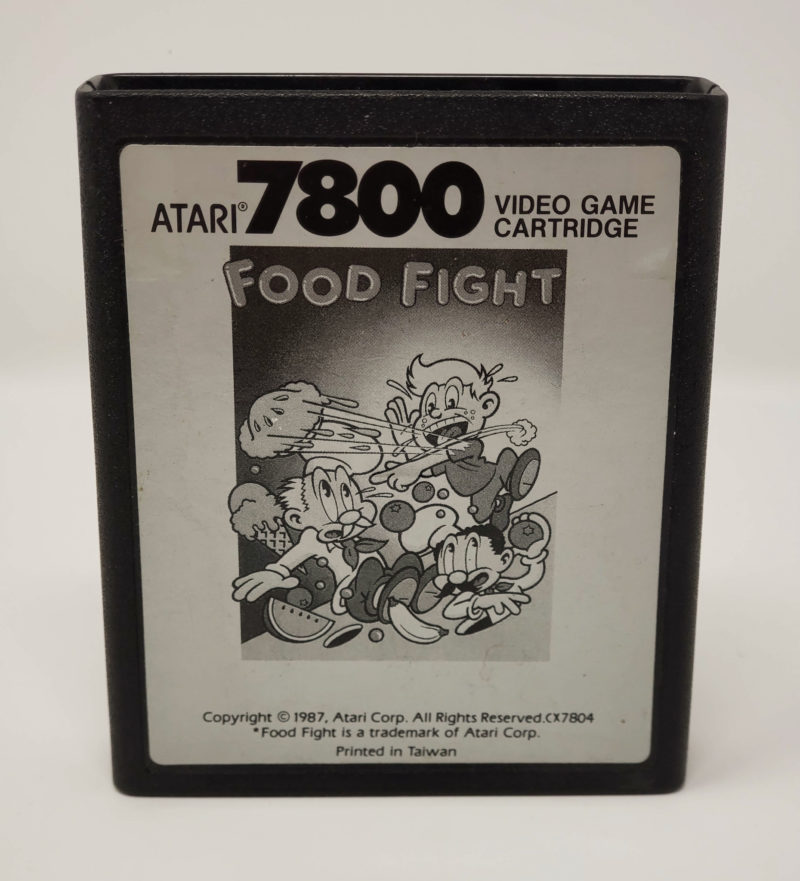 ATARI® 7800 VIDEO GAME
CARTRIDGE
FOOD FIGHT
Copyright © 1987, Atari Corp. All Rights Reserved.CX7804
*Food Fight is a trademark of Atari Corp.
Printed in Taiwan